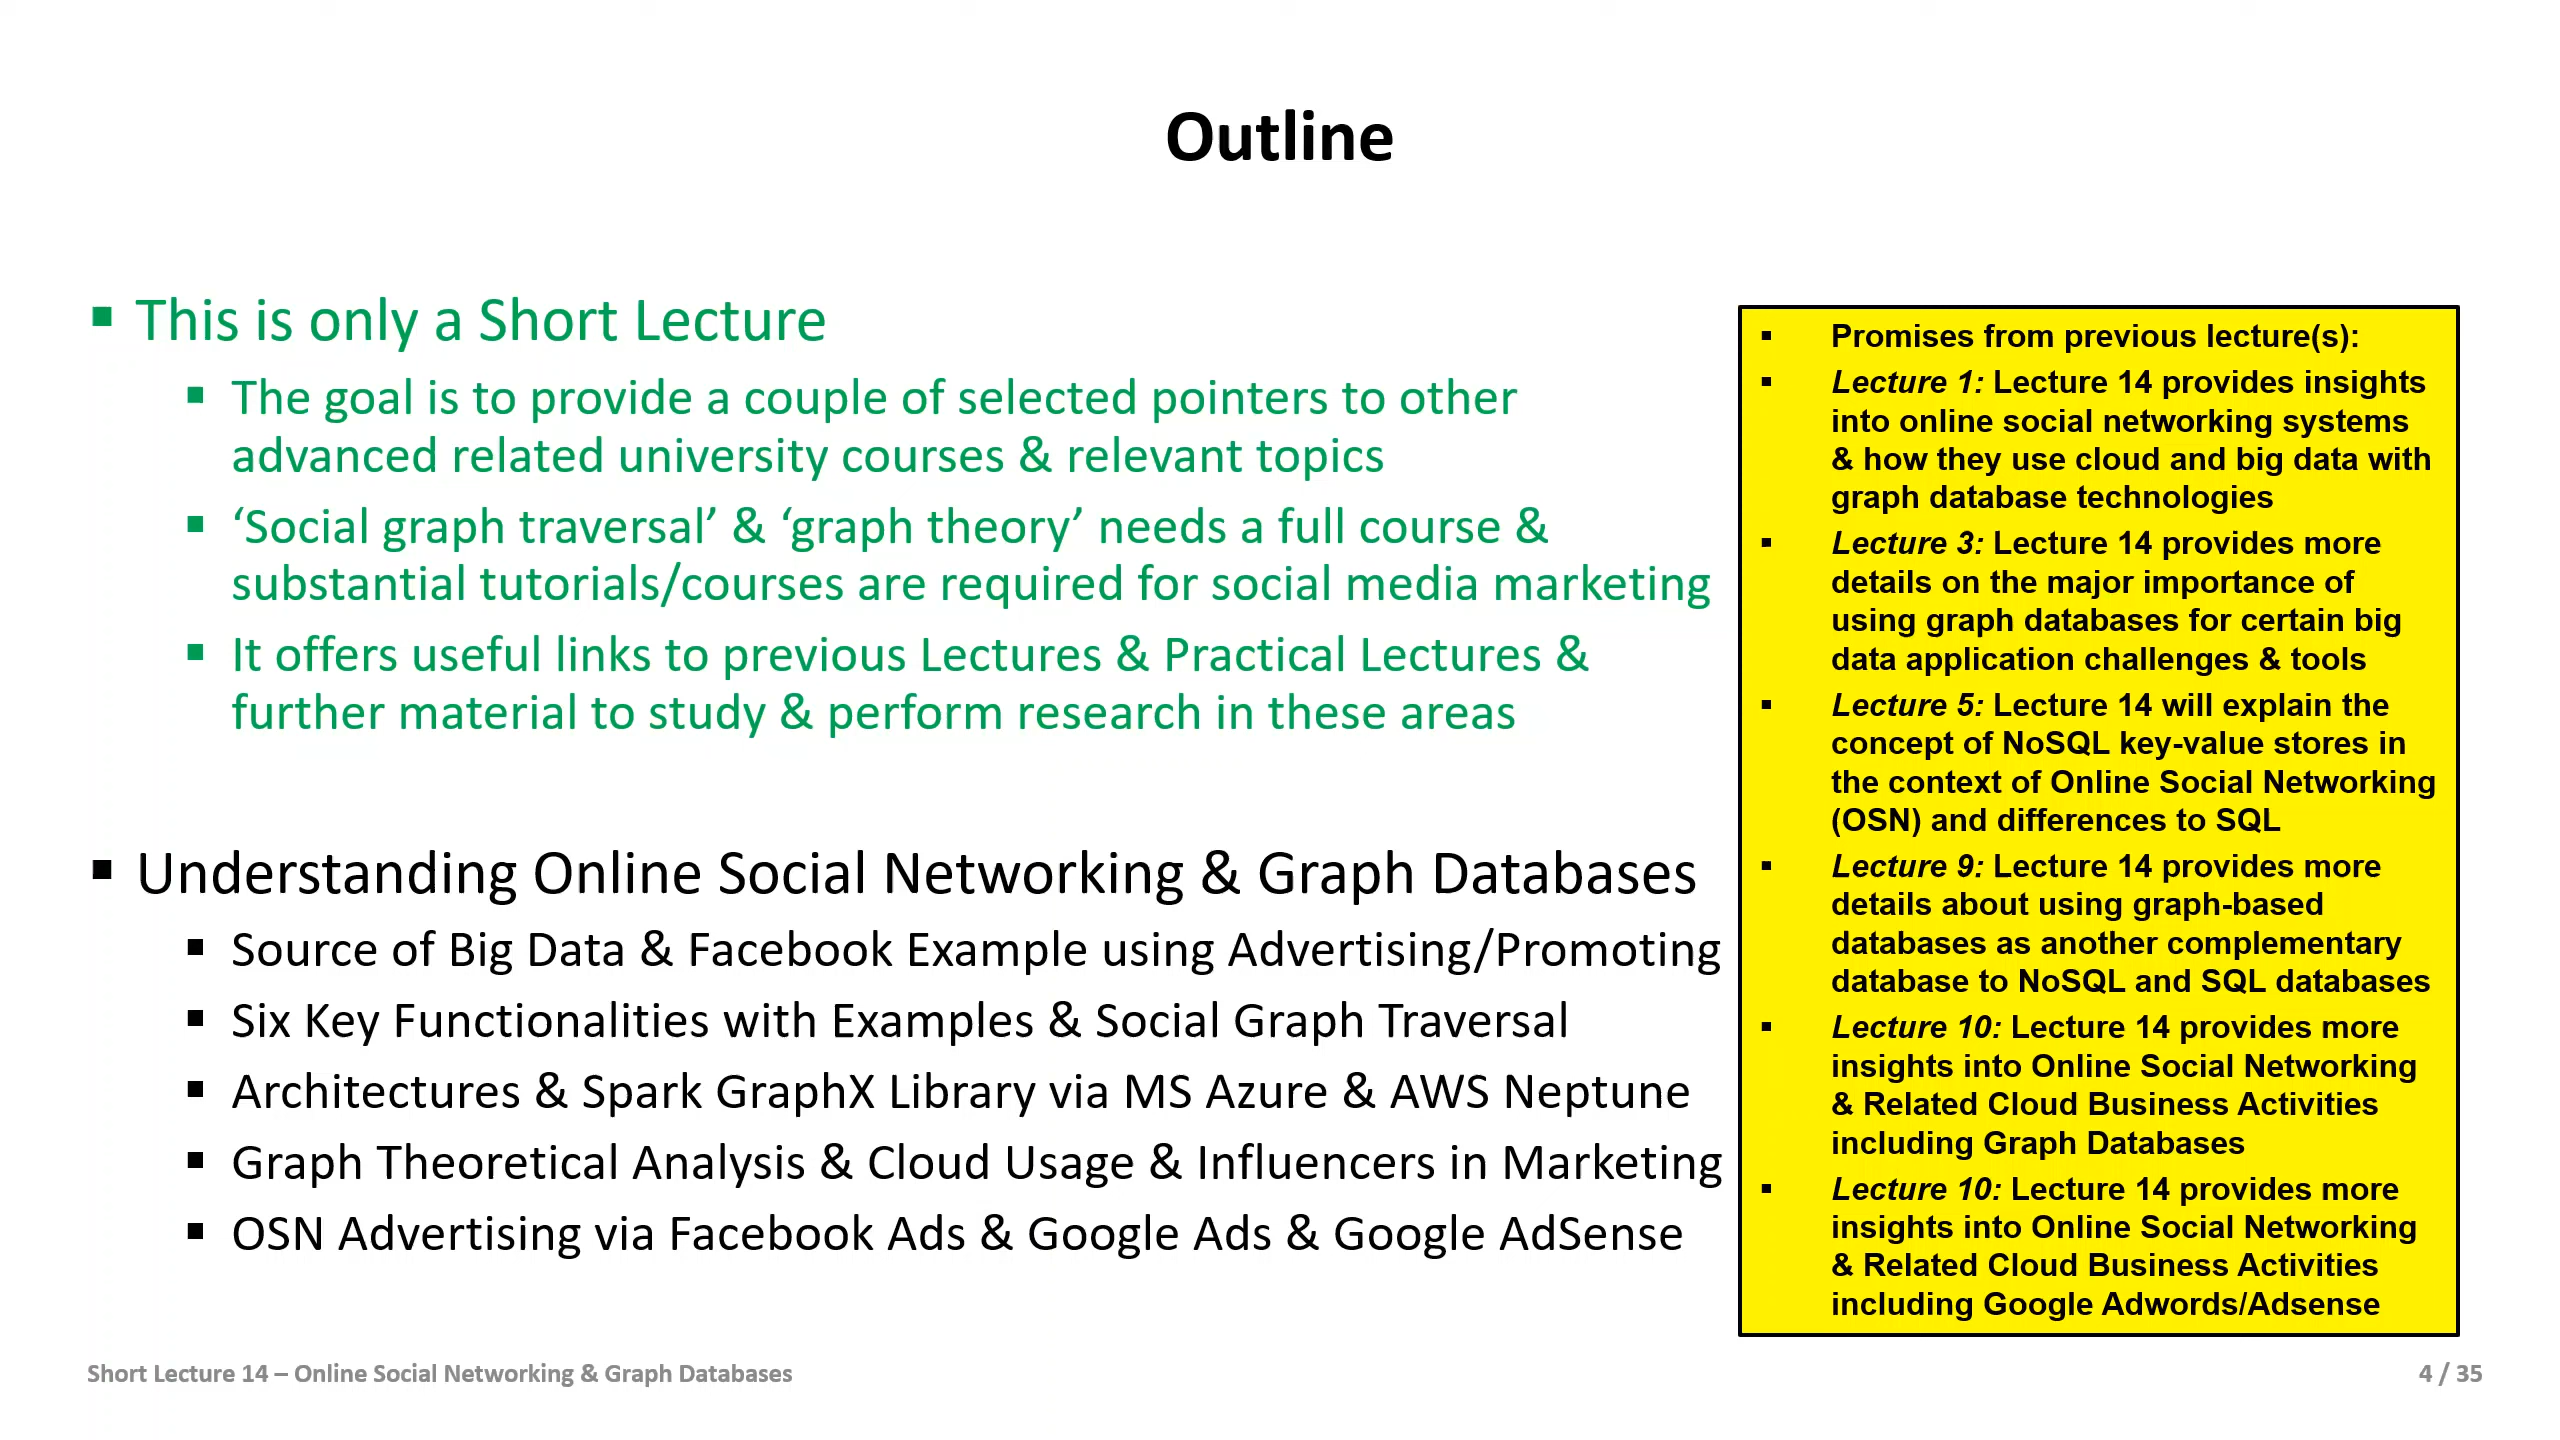 Outline
▪ This is only a Short Lecture
▪ The goal is to provide a couple of selected pointers to other
advanced related university courses & relevant topics
▪ ‘Social graph traversal’ & ‘graph theory’ needs a full course &
substantial tutorials/courses are required for social media marketing
▪ It offers useful links to previous Lectures & Practical Lectures &
further material to study & perform research in these areas
▪ Understanding Online Social Networking & Graph Databases
▪ Source of Big Data & Facebook Example using Advertising/Promoting
▪ Six Key Functionalities with Examples & Social Graph Traversal
▪ Architectures & Spark GraphX Library via MS Azure & AWS Neptune
▪ Graph Theoretical Analysis & Cloud Usage & Influencers in Marketing
▪ OSN Advertising via Facebook Ads & Google Ads & Google AdSense
▪ Promises from previous lecture(s):
▪ Lecture 1: Lecture 14 provides insights
into online social networking systems
& how they use cloud and big data with
graph database technologies
▪ Lecture 3: Lecture 14 provides more
details on the major importance of
using graph databases for certain big
data application challenges & tools
▪ Lecture 5: Lecture 14 will explain the
concept of NoSQL key-value stores in
the context of Online Social Networking
(OSN) and differences to SQL
▪ Lecture 9: Lecture 14 provides more
details about using graph-based
databases as another complementary
database to NoSQL and SQL databases
▪ Lecture 10: Lecture 14 provides more
insights into Online Social Networking
& Related Cloud Business Activities
including Graph Databases
▪ Lecture 10: Lecture 14 provides more
insights into Online Social Networking
& Related Cloud Business Activities
including Google Adwords/Adsense
Short Lecture 14 – Online Social Networking & Graph Databases
4 / 35